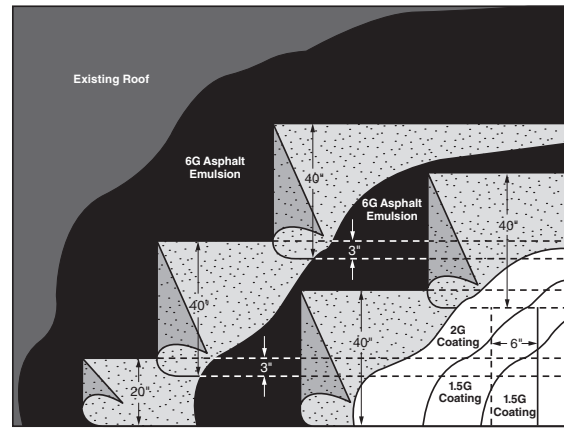 Existing Roof
6G Asphalt
Emulsion
40"
6G Asphalt
Emulsion
40"
3"
40"
40"
2G
Coating
6"
3"
20"
1.5G
Coating
1.5G
Coating